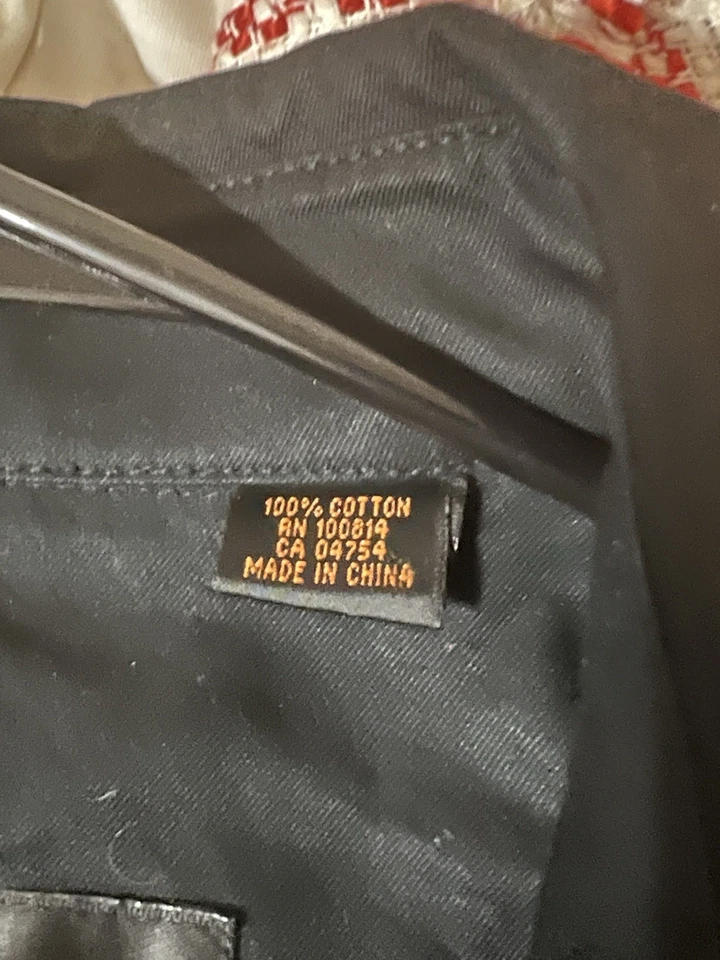 100% COTTON
RN 100814
CA 04754
MADE IN CHINA